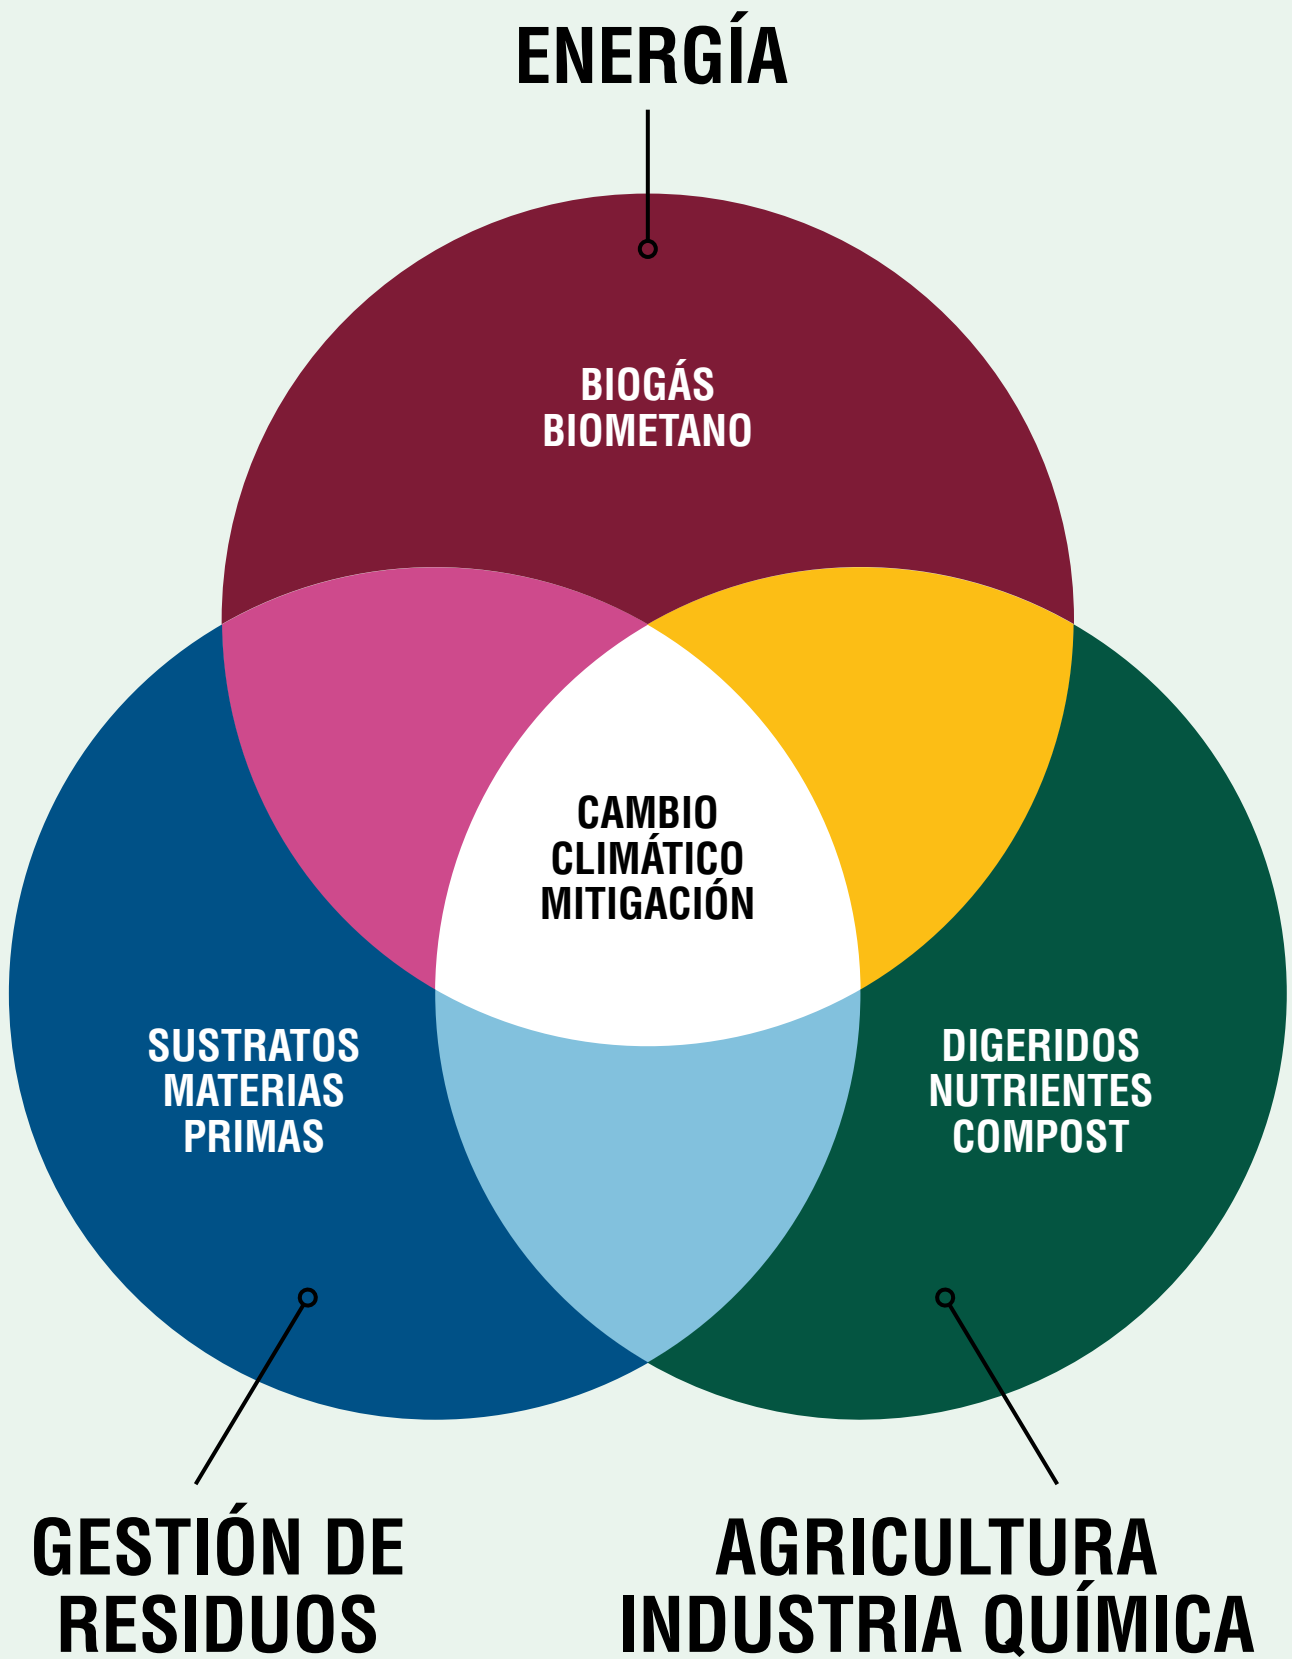 ENERGÍA
BIOGÁS
BIOMETANO
CAMBIO
CLIMÁTICO
MITIGACIÓN
SUSTRATOS
MATERIAS
PRIMAS
DIGERIDOS
NUTRIENTES
COMPOST
GESTIÓN DE
RESIDUOS
AGRICULTURA
INDUSTRIA QUÍMICA